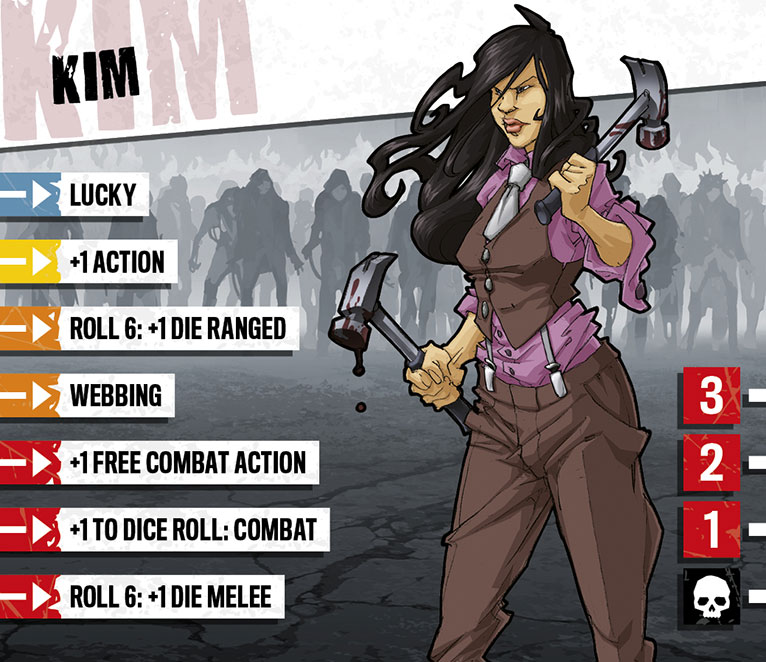 KIM
KIM
LUCKY
+1 ACTION
ROLL 6: +1 DIE RANGED
WEBBING
+1 FREE COMBAT ACTION
+1 TO DICE ROLL: COMBAT
ROLL 6: +1 DIE MELEE
3
2
1